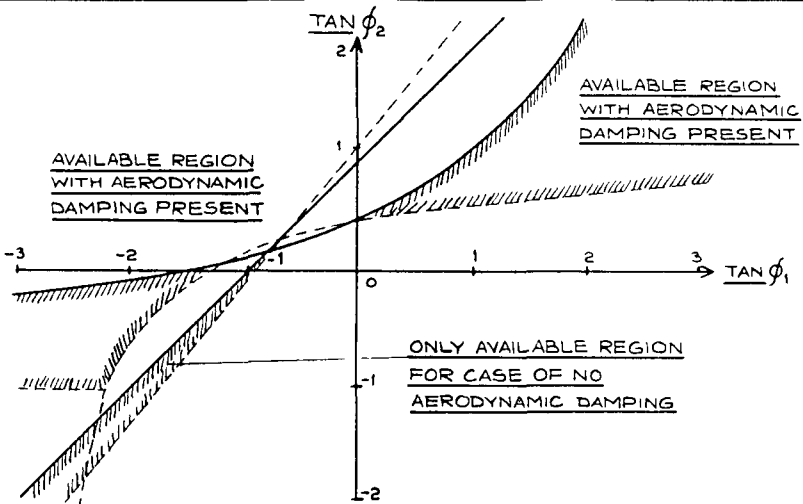 TAN ϕ2
2
AVAILABLE REGION
WITH AERODYNAMIC
DAMPING PRESENT
1
AVAILABLE REGION
WITH AERODYNAMIC
DAMPING PRESENT
-3
-2
-1
0
1
2
3
TAN ϕ1
ONLY AVAILABLE REGION
FOR CASE OF NO
AERODYNAMIC DAMPING
-1
-2